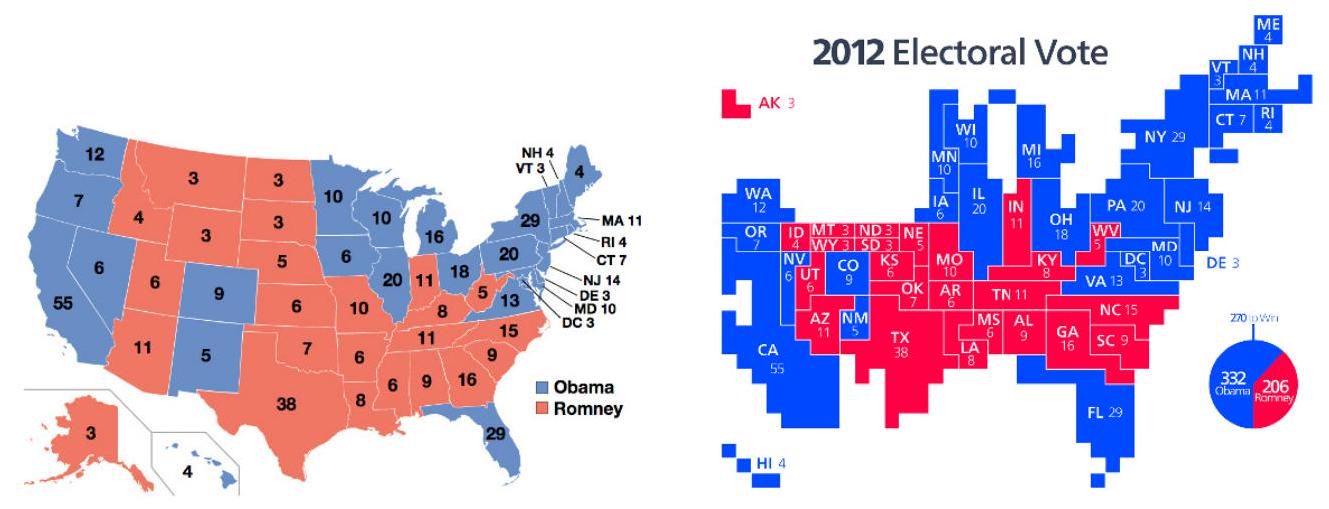 12
7
4
3
3
3
3
10
10
16
29
4
NH 4
VT 3
MA 11
RI 4
CT 7
NJ 14
DE 3
MD 10
DC 3
55
6
6
9
5
6
6
20
11
18
20
5
13
10
8
15
11
5
7
6
11
9
38
8
6
9
16
29
3
4
Obama
Romney
2012 Electoral Vote
AK 3
ME
4
NH
4
VT
3
MA 11
CT 7
RI
4
NY 29
WI
10
MN
10
MI
16
IA
6
IL
20
IN
11
OH
18
PA 20
NJ 14
WA
12
OR
7
ID
4
MT 3
ND 3
WY 3
SD 3
NE
5
WV
5
MD
10
DC
3
DE 3
NV
6
UT
6
CO
9
KS
6
MO
10
KY
8
VA 13
OK
7
AR
6
TN 11
NC 15
AZ
11
NM
5
TX
38
MS
6
AL
9
GA
16
SC 9
LA
8
CA
55
FL 29
HI 4
270 to Win
332
Obama
206
Romney